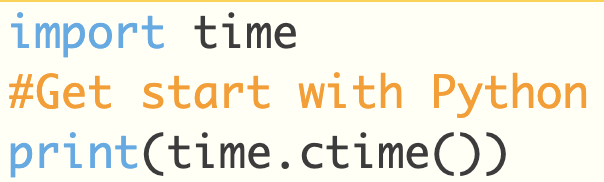 import time
#Get start with Python
print(time.ctime())